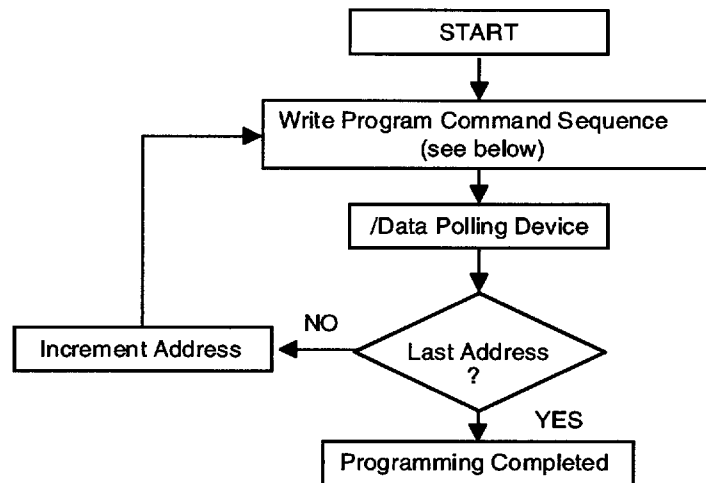 START
Write Program Command Sequence
(see below)
/Data Polling Device
NO
Increment Address
Last Address
?
YES
Programming Completed